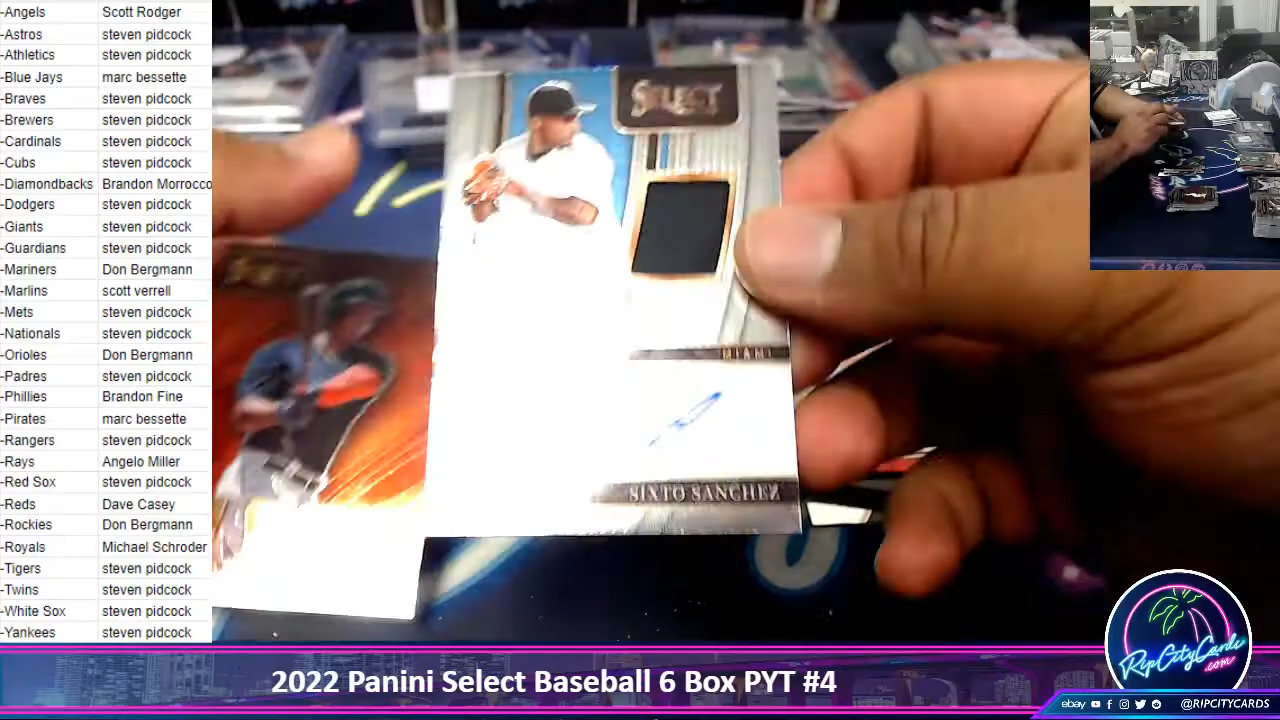 -Angels Scott Rodger
-Astros steven pidcock
-Athletics steven pidcock
-Blue Jays marc bessette
-Braves steven pidcock
-Brewers steven pidcock
-Cardinals steven pidcock
-Cubs steven pidcock
-Diamondbacks Brandon Morrocco
-Dodgers steven pidcock
-Giants steven pidcock
-Guardians steven pidcock
-Mariners Don Bergmann
-Marlins scott verrell
-Mets steven pidcock
-Nationals steven pidcock
-Orioles Don Bergmann
-Padres steven pidcock
-Phillies Brandon Fine
-Pirates marc bessette
-Rangers steven pidcock
-Rays Angelo Miller
-Red Sox steven pidcock
-Reds Dave Casey
-Rockies Don Bergmann
-Royals Michael Schroder
-Tigers steven pidcock
-Twins steven pidcock
-White Sox steven pidcock
-Yankees steven pidcock
SELECT
MIAMI
SIXTO SANCHEZ
RipCityCards
.com
2022 Panini Select Baseball 6 Box PYT #4
ebay @RIPCITYCARDS